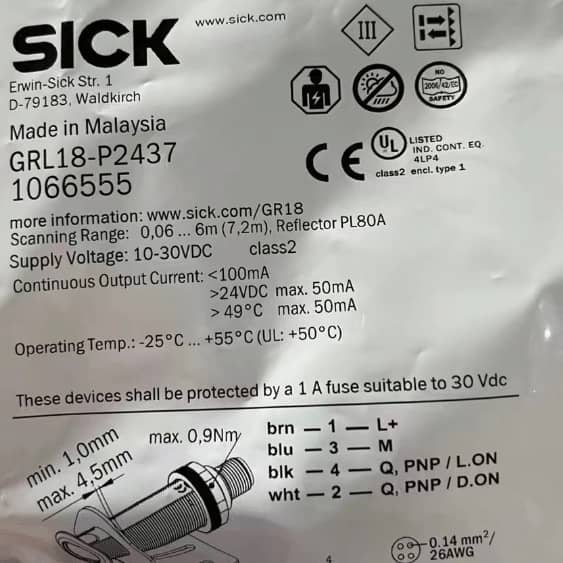 SICK
www.sick.com
III
Erwin-Sick Str. 1
D-79183, Waldkirch
NO
2006/42/EC
SAFETY
Made in Malaysia
GRL18-P2437
1066555
CE
UL
LISTED
IND. CONT. EQ.
4LP4
class2 encl. type 1
more information: www.sick.com/GR18
Scanning Range: 0,06 ... 6m (7,2m), Reflector PL80A
Supply Voltage: 10-30VDC class2
Continuous Output Current: <100mA
>24VDC max. 50mA
> 49°C max. 50mA
Operating Temp.: -25°C ... +55°C (UL: +50°C)
These devices shall be protected by a 1 A fuse suitable to 30 Vdc
min. 1,0mm
max. 4,5mm
max. 0,9Nm
brn — 1 — L+
blu — 3 — M
blk — 4 — Q, PNP / L.ON
wht — 2 — Q, PNP / D.ON
0.14 mm²/
26AWG
4